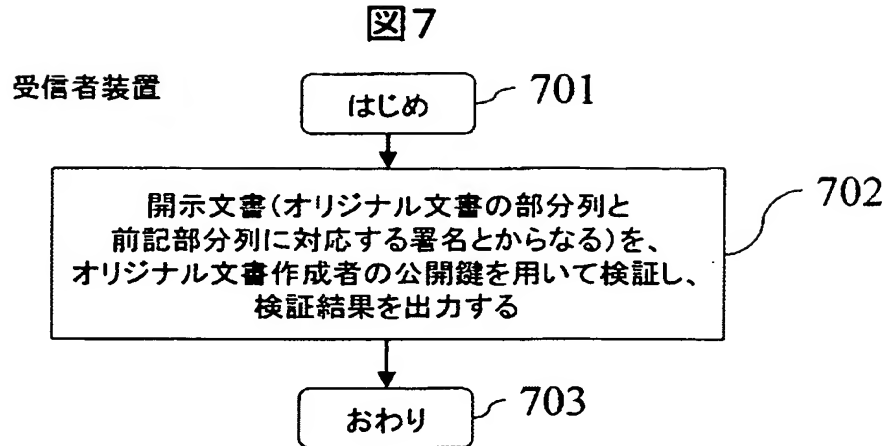 図7
受信者装置
はじめ 701
開示文書(オリジナル文書の部分列と
前記部分列に対応する署名とからなる)を、
オリジナル文書作成者の公開鍵を用いて検証し、
検証結果を出力する
702
おわり 703